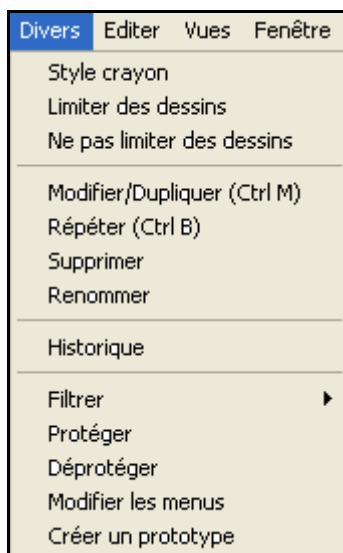 Divers Editer Vues Fenêtre
Style crayon
Limiter des dessins
Ne pas limiter des dessins
Modifier/Dupliquer (Ctrl M)
Répéter (Ctrl B)
Supprimer
Renommer
Historique
Filtrer
Protéger
Déprotéger
Modifier les menus
Créer un prototype